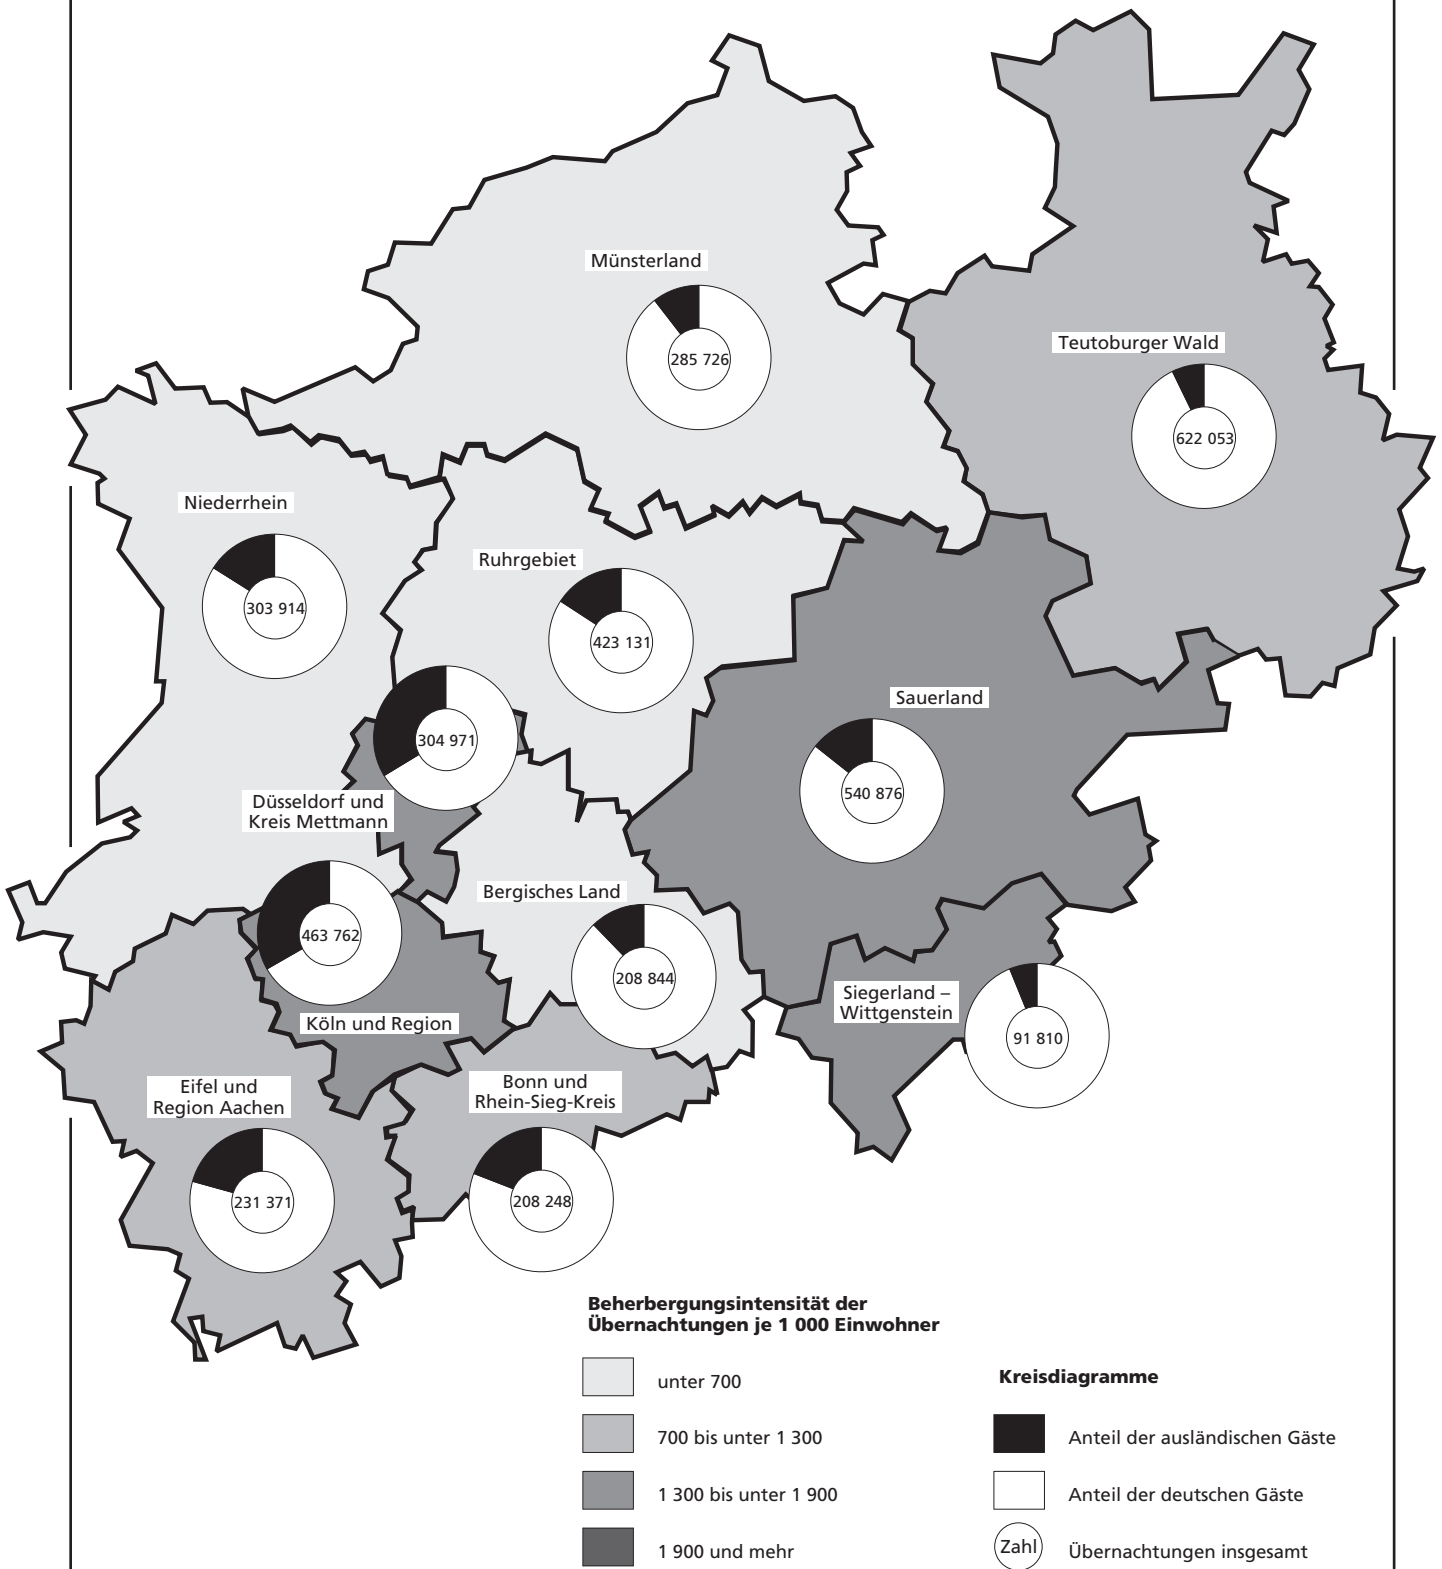 Münsterland
285 726
Teutoburger Wald
622 053
Niederrhein
303 914
Ruhrgebiet
423 131
Sauerland
540 876
304 971
Düsseldorf und
Kreis Mettmann
463 762
Köln und Region
Bergisches Land
208 844
Siegerland –
Wittgenstein
91 810
Eifel und
Region Aachen
231 371
Bonn und
Rhein-Sieg-Kreis
208 248
Beherbergungsintensität der
Übernachtungen je 1 000 Einwohner
unter 700
700 bis unter 1 300
1 300 bis unter 1 900
1 900 und mehr
Kreisdiagramme
Anteil der ausländischen Gäste
Anteil der deutschen Gäste
Zahl Übernachtungen insgesamt